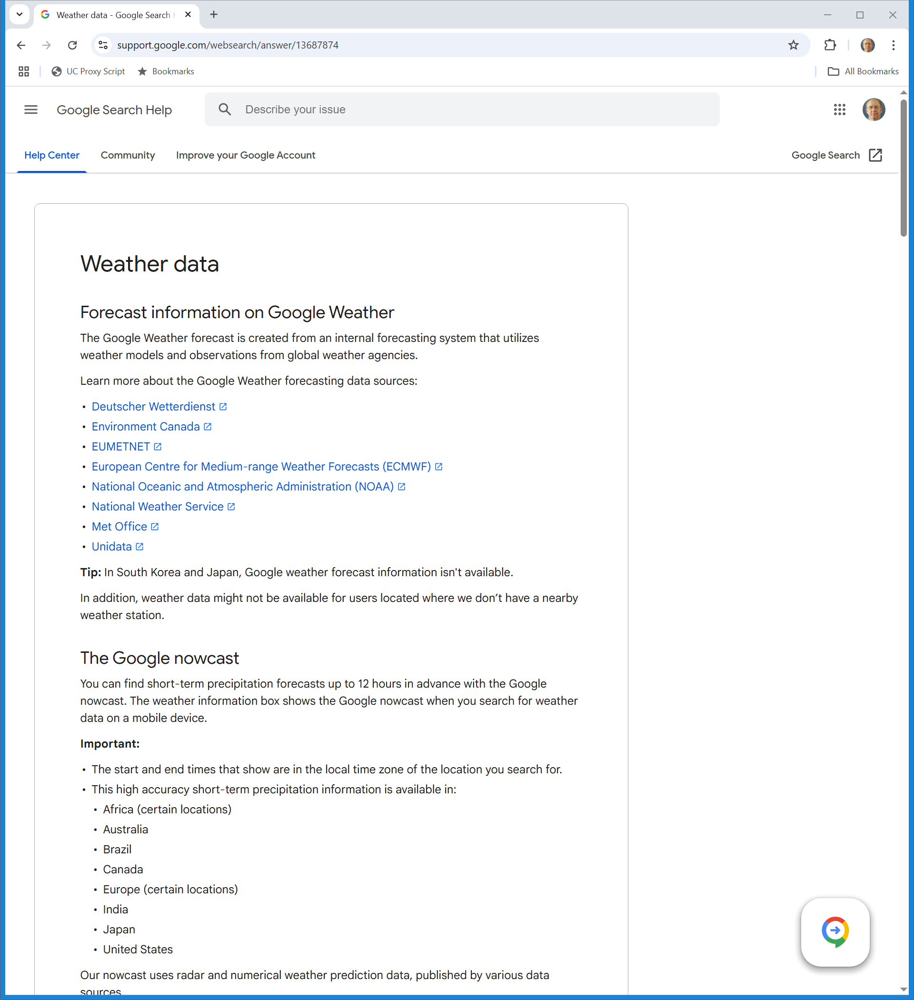 Weather data - Google Search
support.google.com/websearch/answer/13687874
UC Proxy Script
Bookmarks
All Bookmarks
Google Search Help
Describe your issue
Help Center
Community
Improve your Google Account
Google Search
Weather data
Forecast information on Google Weather
The Google Weather forecast is created from an internal forecasting system that utilizes
weather models and observations from global weather agencies.
Learn more about the Google Weather forecasting data sources:
• Deutscher Wetterdienst
• Environment Canada
• EUMETNET
• European Centre for Medium-range Weather Forecasts (ECMWF)
• National Oceanic and Atmospheric Administration (NOAA)
• National Weather Service
• Met Office
• Unidata
Tip: In South Korea and Japan, Google weather forecast information isn't available.
In addition, weather data might not be available for users located where we don’t have a nearby
weather station.
The Google nowcast
You can find short-term precipitation forecasts up to 12 hours in advance with the Google
nowcast. The weather information box shows the Google nowcast when you search for weather
data on a mobile device.
Important:
• The start and end times that show are in the local time zone of the location you search for.
• This high accuracy short-term precipitation information is available in:
• Africa (certain locations)
• Australia
• Brazil
• Canada
• Europe (certain locations)
• India
• Japan
• United States
Our nowcast uses radar and numerical weather prediction data, published by various data
sources